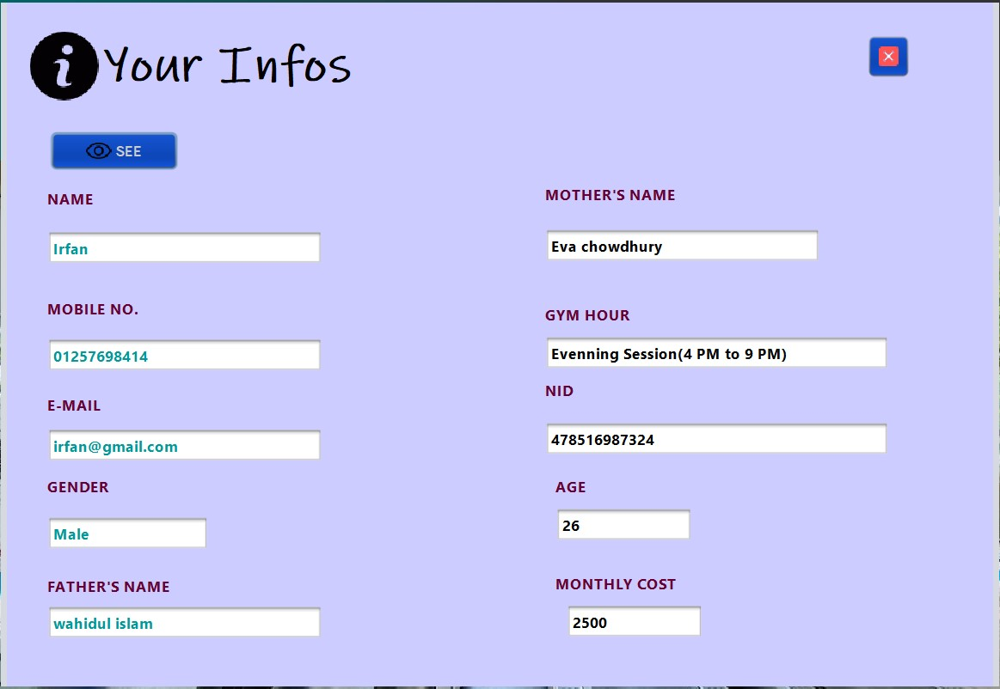 i Your Infos
SEE
NAME
Irfan
MOBILE NO.
01257698414
E-MAIL
irfan@gmail.com
GENDER
Male
FATHER'S NAME
wahidul islam
MOTHER'S NAME
Eva chowdhury
GYM HOUR
Evenning Session(4 PM to 9 PM)
NID
478516987324
AGE
26
MONTHLY COST
2500